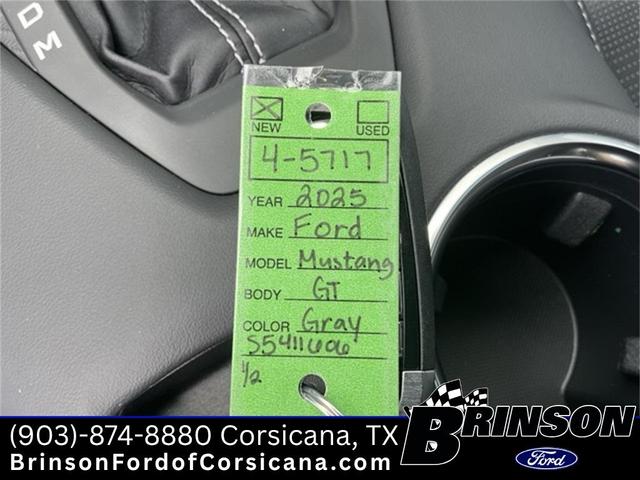 D
M
NEW USED
4-5717
YEAR 2025
MAKE Ford
MODEL Mustang
BODY GT
COLOR Gray
S5411606
1/2
(903)-874-8880 Corsicana, TX
BrinsonFordofCorsicana.com
BRINSON
Ford